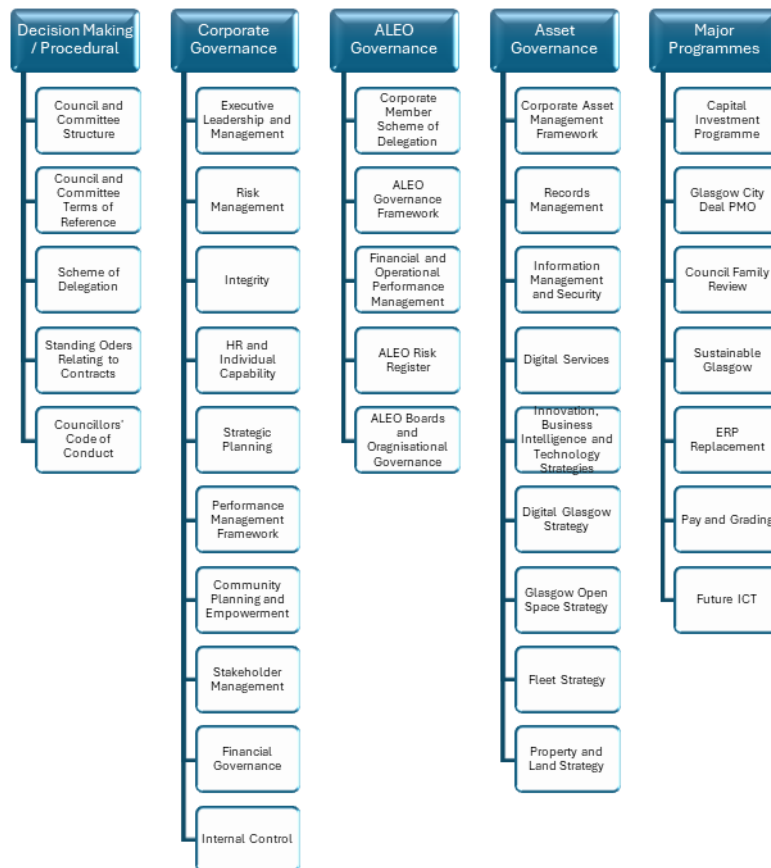 Decision Making
/ Procedural
Council and
Committee
Structure
Council and
Committee
Terms of
Reference
Scheme of
Delegation
Standing Oders
Relating to
Contracts
Councillors'
Code of
Conduct
Corporate
Governance
Executive
Leadership and
Management
Risk
Management
Integrity
HR and
Individual
Capability
Strategic
Planning
Performance
Management
Framework
Community
Planning and
Empowerment
Stakeholder
Management
Financial
Governance
Internal Control
ALEO
Governance
Corporate
Member
Scheme of
Delegation
ALEO
Governance
Framework
Financial and
Operational
Performance
Management
ALEO Risk
Register
ALEO Boards
and
Oragnisational
Governance
Asset
Governance
Corporate Asset
Management
Framework
Records
Management
Information
Management
and Security
Digital Services
Innovation,
Business
Intelligence and
Technology
Strategies
Digital Glasgow
Strategy
Glasgow Open
Space Strategy
Fleet Strategy
Property and
Land Strategy
Major
Programmes
Capital
Investment
Programme
Glasgow City
Deal PMO
Council Family
Review
Sustainable
Glasgow
ERP
Replacement
Pay and Grading
Future ICT